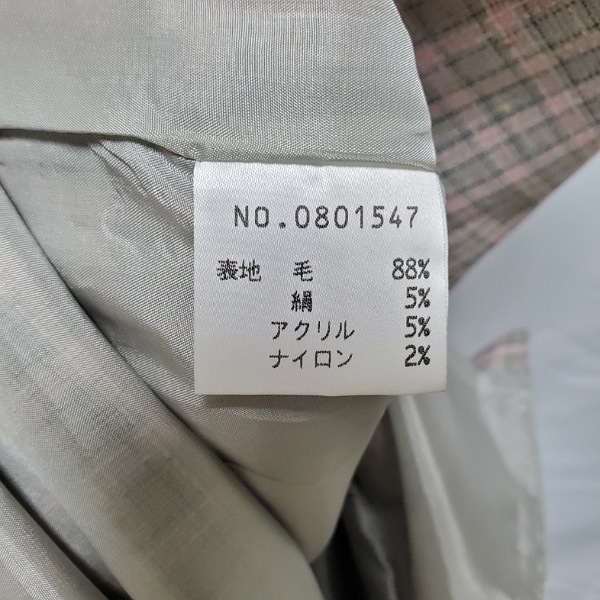 NO.0801547
表地 毛 88%
絹 5%
アクリル 5%
ナイロン 2%